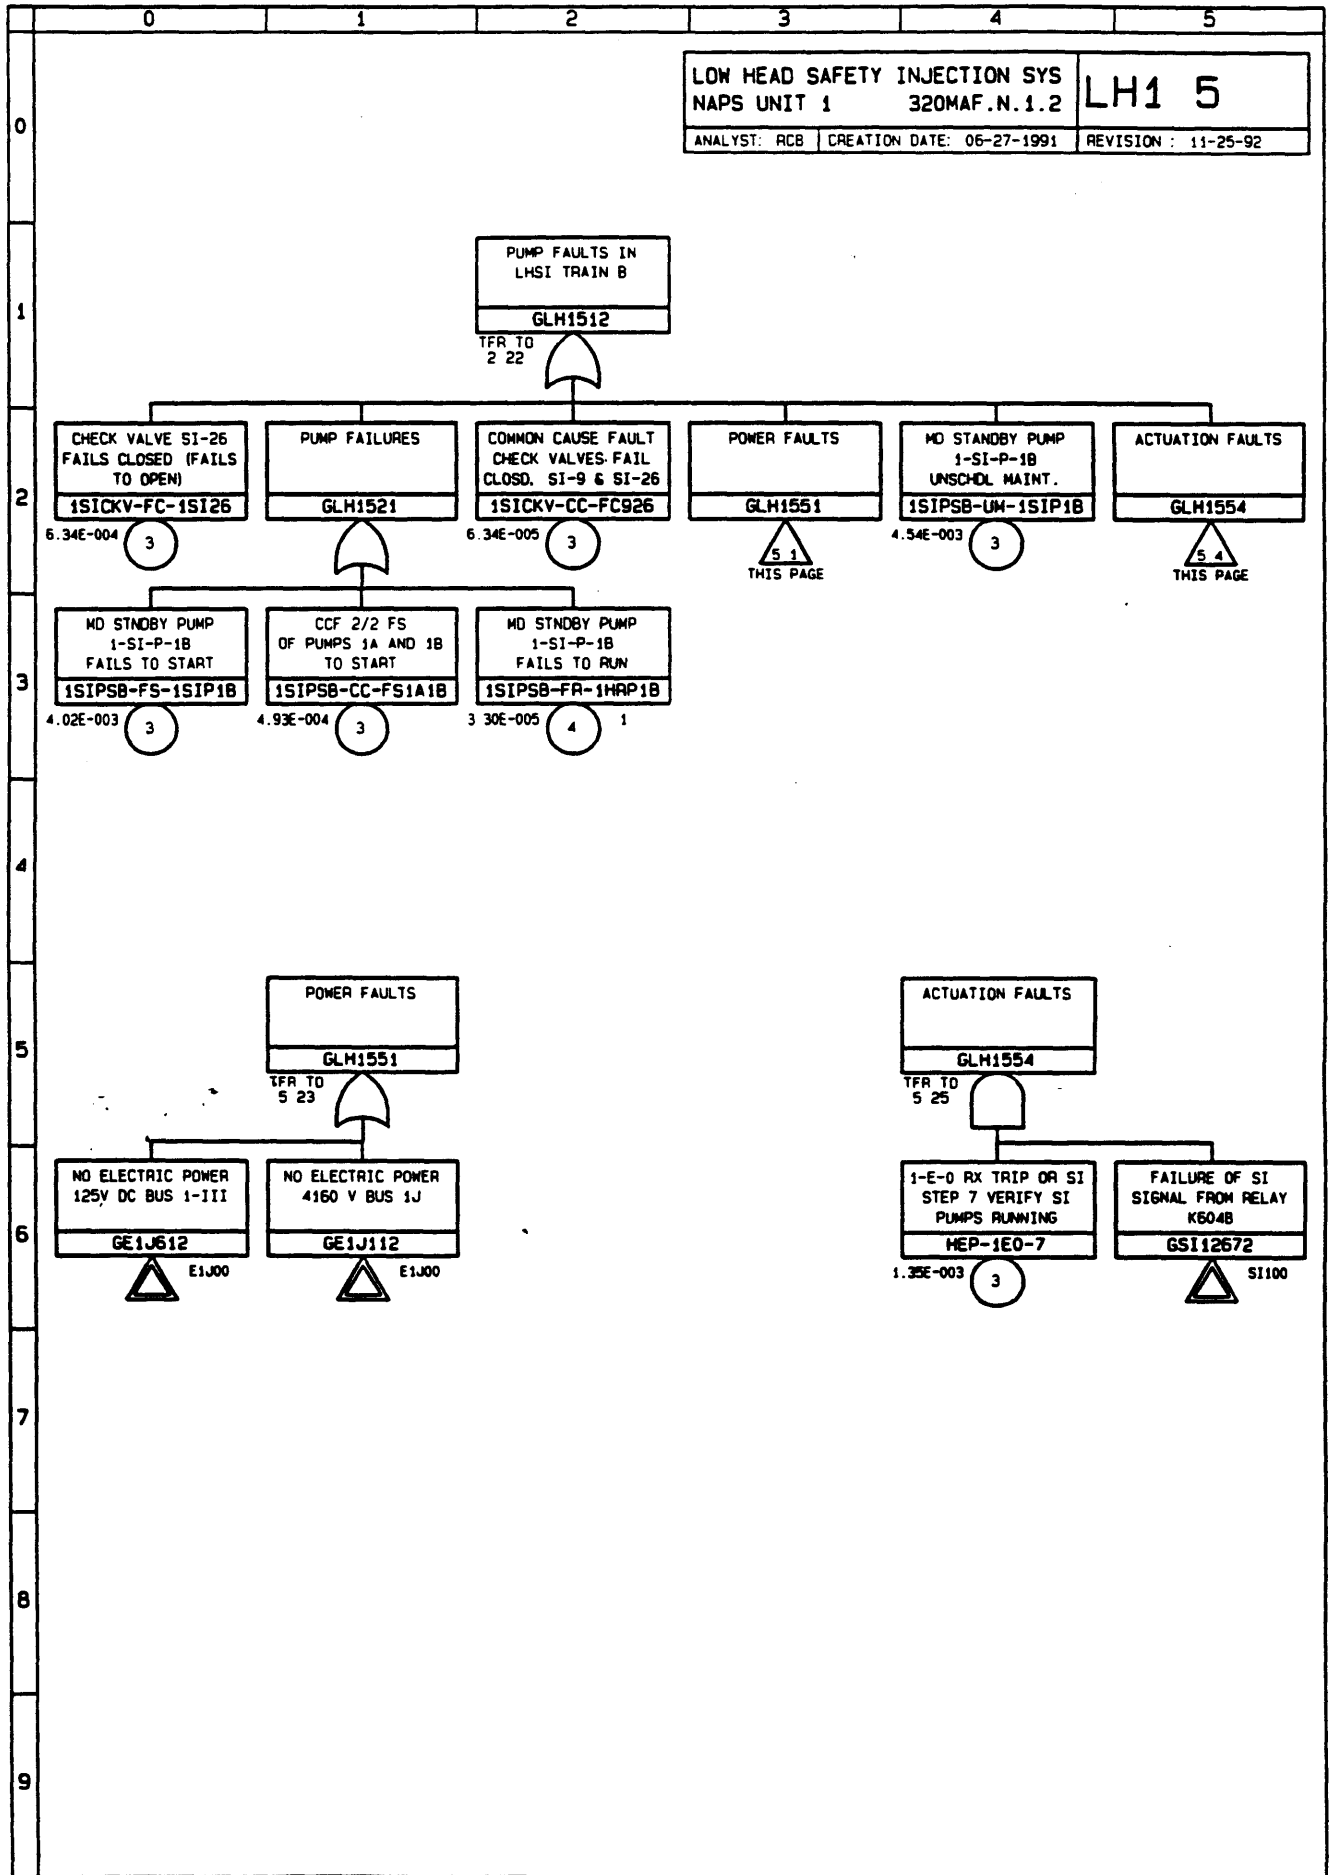 0 1 2 3 4 5
LOW HEAD SAFETY INJECTION SYS
NAPS UNIT 1 320MAF.N.1.2
LH1 5
ANALYST: RCB CREATION DATE: 06-27-1991 REVISION : 11-25-92
0
PUMP FAULTS IN
LHSI TRAIN B
GLH1512
TFR TO
2 22
1
CHECK VALVE SI-26
FAILS CLOSED (FAILS
TO OPEN)
1SICKV-FC-1SI26
6.34E-004
3
PUMP FAILURES
GLH1521
COMMON CAUSE FAULT
CHECK VALVES FAIL
CLOSD. SI-9 & SI-26
1SICKV-CC-FC926
6.34E-005
3
POWER FAULTS
GLH1551
5 1
THIS PAGE
MD STANDBY PUMP
1-SI-P-1B
UNSCHDL MAINT.
1SIPSB-UM-1SIP1B
4.54E-003
3
ACTUATION FAULTS
GLH1554
5 4
THIS PAGE
2
MD STNDBY PUMP
1-SI-P-1B
FAILS TO START
1SIPSB-FS-1SIP1B
4.02E-003
3
CCF 2/2 FS
OF PUMPS 1A AND 1B
TO START
1SIPSB-CC-FS1A1B
4.93E-004
3
MD STNDBY PUMP
1-SI-P-1B
FAILS TO RUN
1SIPSB-FR-1HRP1B
3 30E-005
4
1
3
4
POWER FAULTS
GLH1551
TFR TO
5 23
ACTUATION FAULTS
GLH1554
TFR TO
5 25
5
NO ELECTRIC POWER
125V DC BUS 1-III
GE1J612
E1J00
NO ELECTRIC POWER
4160 V BUS 1J
GE1J112
E1J00
1-E-0 RX TRIP OR SI
STEP 7 VERIFY SI
PUMPS RUNNING
HEP-1E0-7
1.35E-003
3
FAILURE OF SI
SIGNAL FROM RELAY
K604B
GSI12672
SI100
6
7
8
9